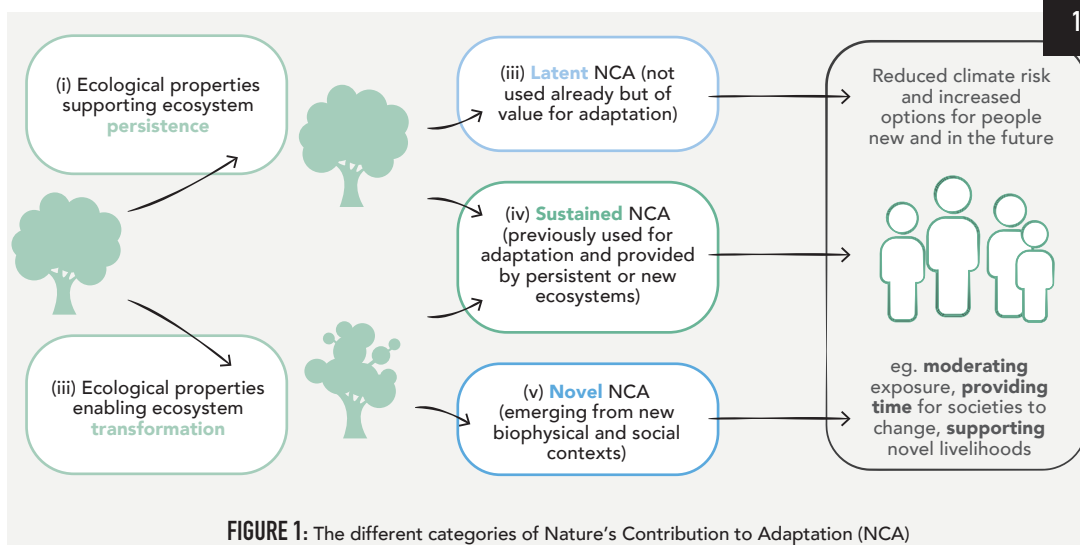 1
(i) Ecological properties
supporting ecosystem
persistence
(iii) Latent NCA (not
used already but of
value for adaptation)
Reduced climate risk
and increased
options for people
new and in the future
(iv) Sustained NCA
(previously used for
adaptation and provided
by persistent or new
ecosystems)
(iii) Ecological properties
enabling ecosystem
transformation
(v) Novel NCA
(emerging from new
biophysical and social
contexts)
eg. moderating
exposure, providing
time for societies to
change, supporting
novel livelihoods
FIGURE 1: The different categories of Nature's Contribution to Adaptation (NCA)